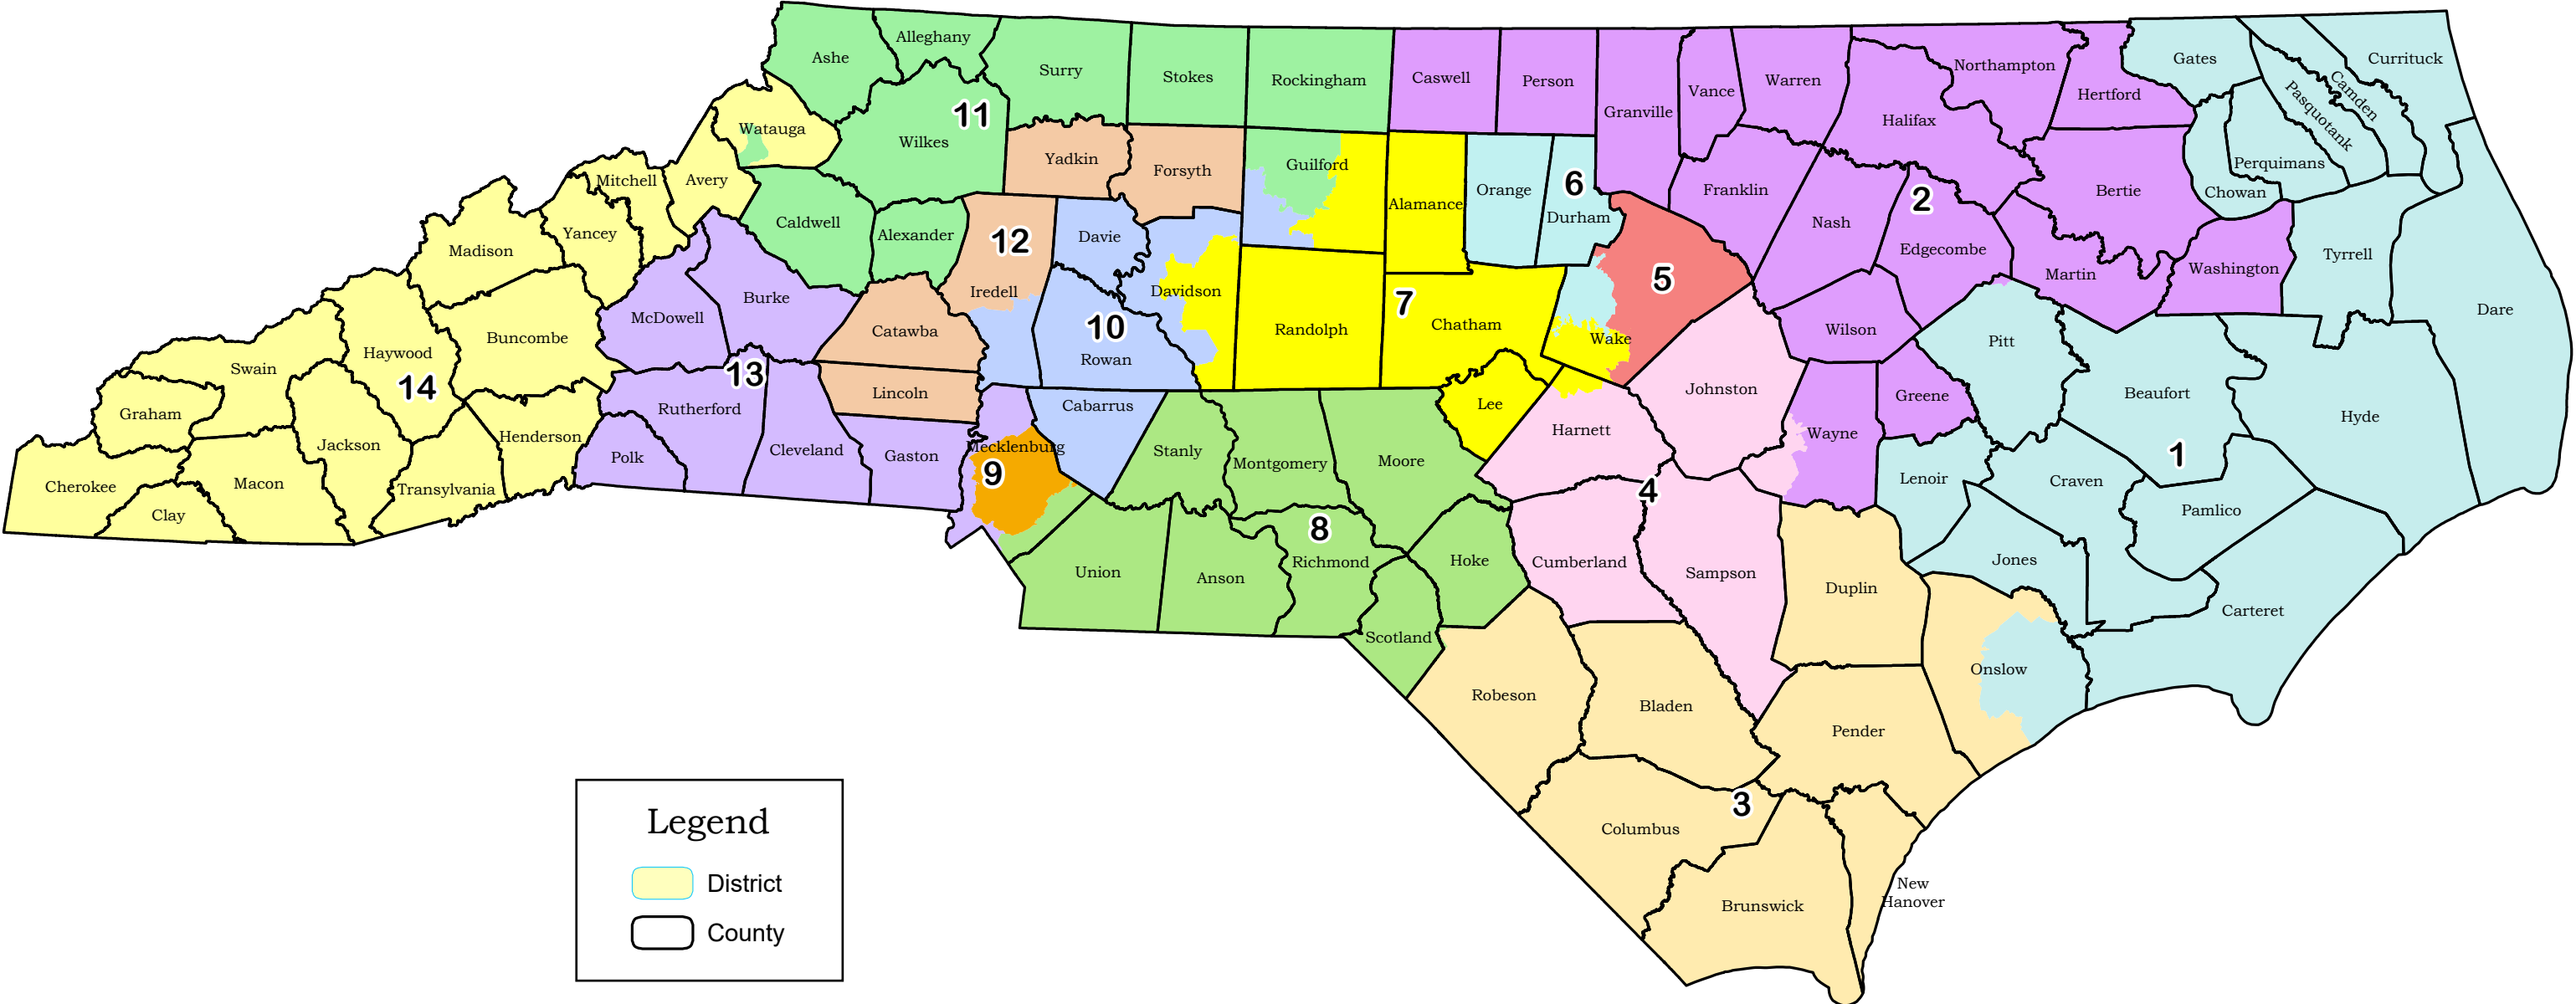 Ashe
Alleghany
Surry
Stokes
Rockingham
Caswell
Person
Granville
Vance
Warren
Halifax
Northampton
Hertford
Gates
Pasquotank
Camden
Currituck
Watauga
Wilkes
11
Yadkin
Forsyth
Guilford
Alamance
Orange
6
Durham
Franklin
Nash
2
Edgecombe
Bertie
Chowan
Perquimans
Mitchell
Avery
Caldwell
Alexander
12
Iredell
Davie
Davidson
Randolph
7
Chatham
5
Wake
Wilson
Martin
Washington
Tyrrell
Dare
Madison
Yancey
McDowell
Burke
Catawba
10
Rowan
Johnston
Pitt
Beaufort
Hyde
Swain
Haywood
14
Buncombe
13
Rutherford
Lincoln
Cabarrus
Lee
Greene
Graham
Jackson
Henderson
Polk
Cleveland
Gaston
Mecklenburg
9
Stanly
Montgomery
Moore
Harnett
Wayne
Lenoir
Craven
1
Pamlico
Cherokee
Clay
Macon
Transylvania
Union
Anson
8
Richmond
Scotland
Hoke
4
Cumberland
Sampson
Duplin
Jones
Carteret
Onslow
Robeson
Bladen
Pender
3
Columbus
Brunswick
New
Hanover
Legend
District
County